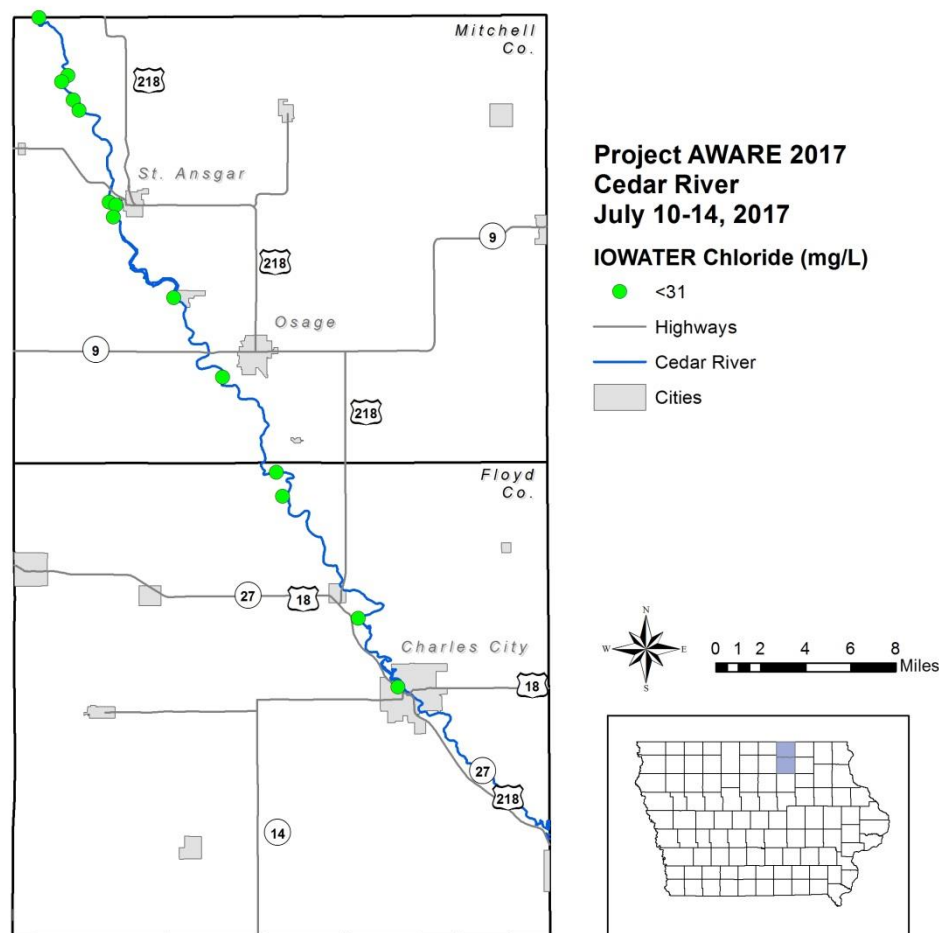 Mitchell
Co.
218
St. Ansgar
9
218
Osage
9
218
Floyd
Co.
27
18
Charles City
18
27
218
14
Project AWARE 2017
Cedar River
July 10-14, 2017
IOWATER Chloride (mg/L)
<31
Highways
Cedar River
Cities
N
W
E
S
0 1 2 4 6 8
Miles